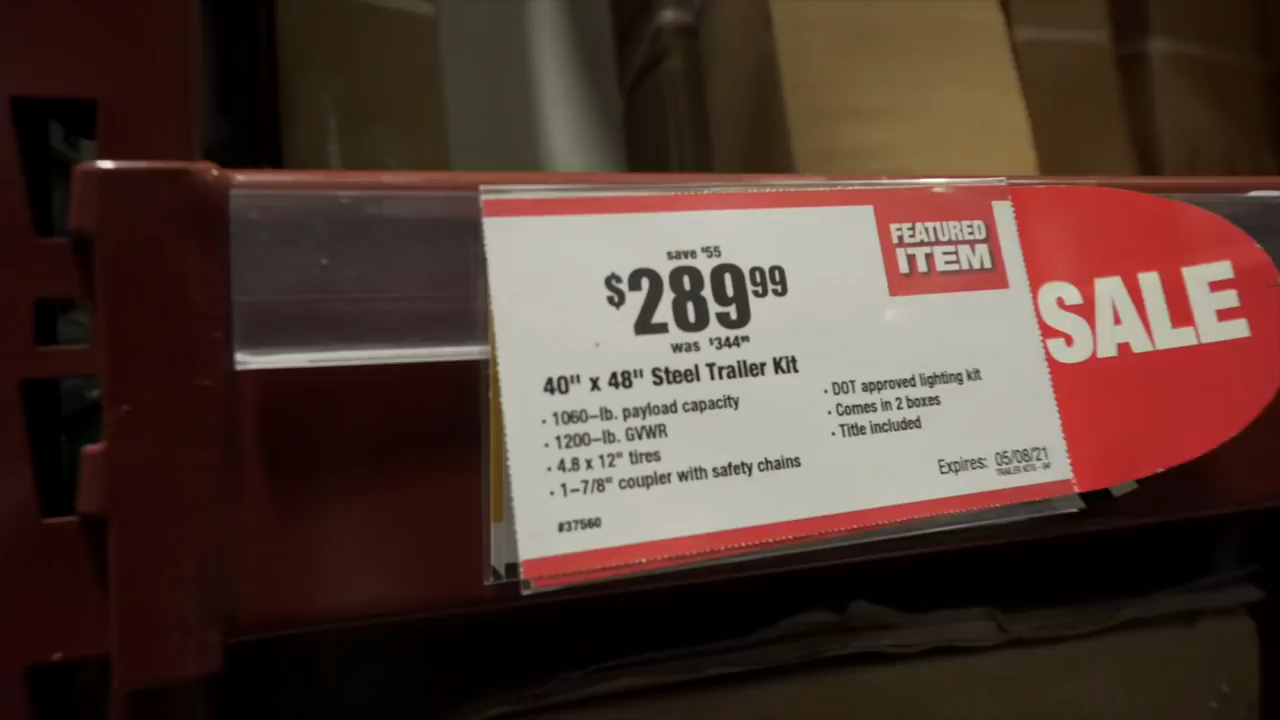 save $55
$289.99
was $344.99
40" x 48" Steel Trailer Kit
· 1060-lb. payload capacity
· 1200-lb. GVWR
· 4.8 x 12" tires
· 1-7/8" coupler with safety chains
#37560
· DOT approved lighting kit
· Comes in 2 boxes
· Title included
Expires: 05/08/21
FEATURED
ITEM
SALE